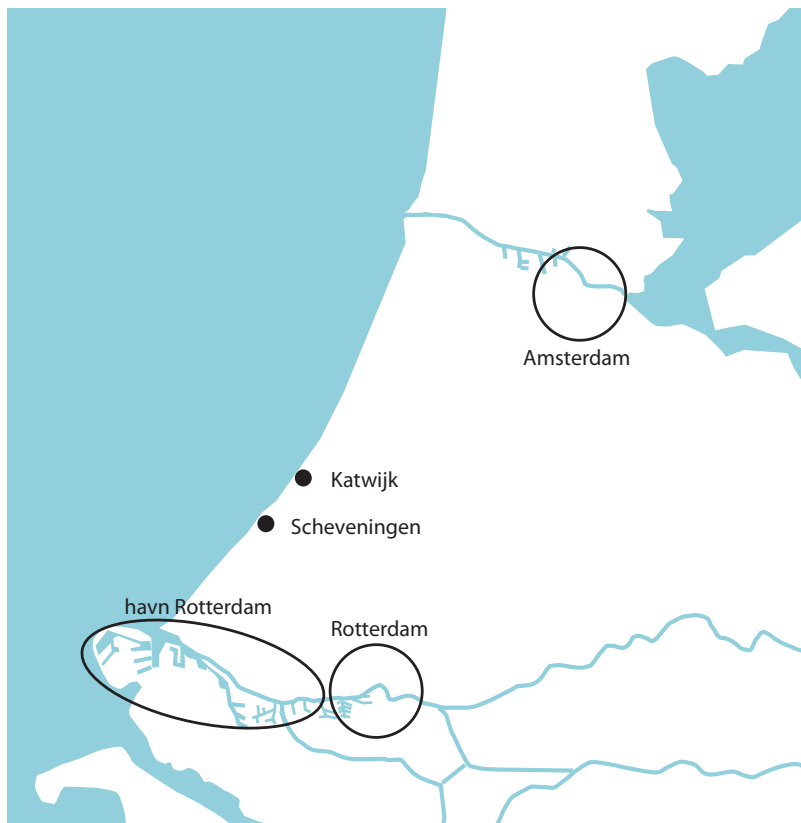 Amsterdam
Katwijk
Scheveningen
havn Rotterdam
Rotterdam